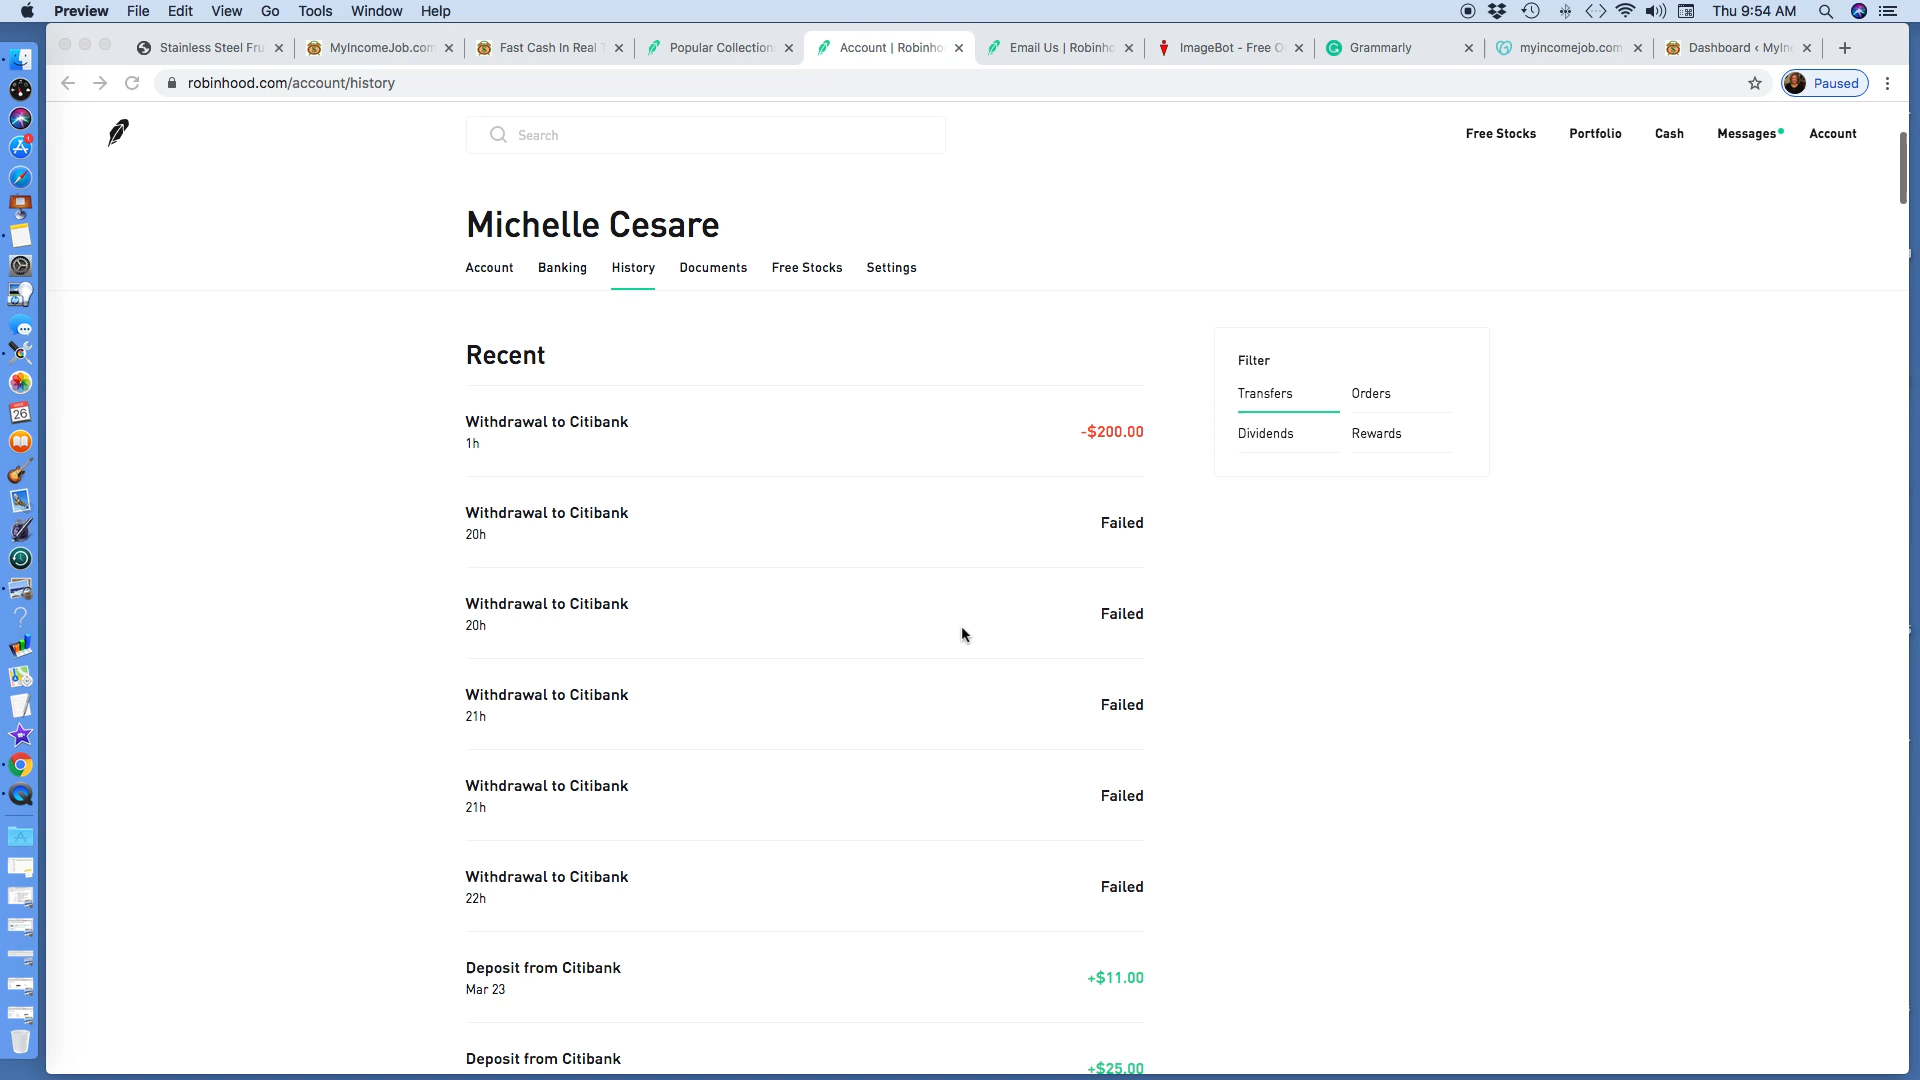 Preview File Edit View Go Tools Window Help
Thu 9:54 AM
Stainless Steel Fru
MyIncomeJob.com
Fast Cash In Real T
Popular Collection
Account | Robinho
Email Us | Robinho
ImageBot - Free O
Grammarly
myincomejob.com
Dashboard ‹ MyInc
robinhood.com/account/history
Paused
Search
Free Stocks Portfolio Cash Messages Account
Michelle Cesare
Account Banking History Documents Free Stocks Settings
Recent
Withdrawal to Citibank
1h
-$200.00
Withdrawal to Citibank
20h
Failed
Withdrawal to Citibank
20h
Failed
Withdrawal to Citibank
21h
Failed
Withdrawal to Citibank
21h
Failed
Withdrawal to Citibank
22h
Failed
Deposit from Citibank
Mar 23
+$11.00
Deposit from Citibank
+$25.00
Filter
Transfers Orders
Dividends Rewards
26